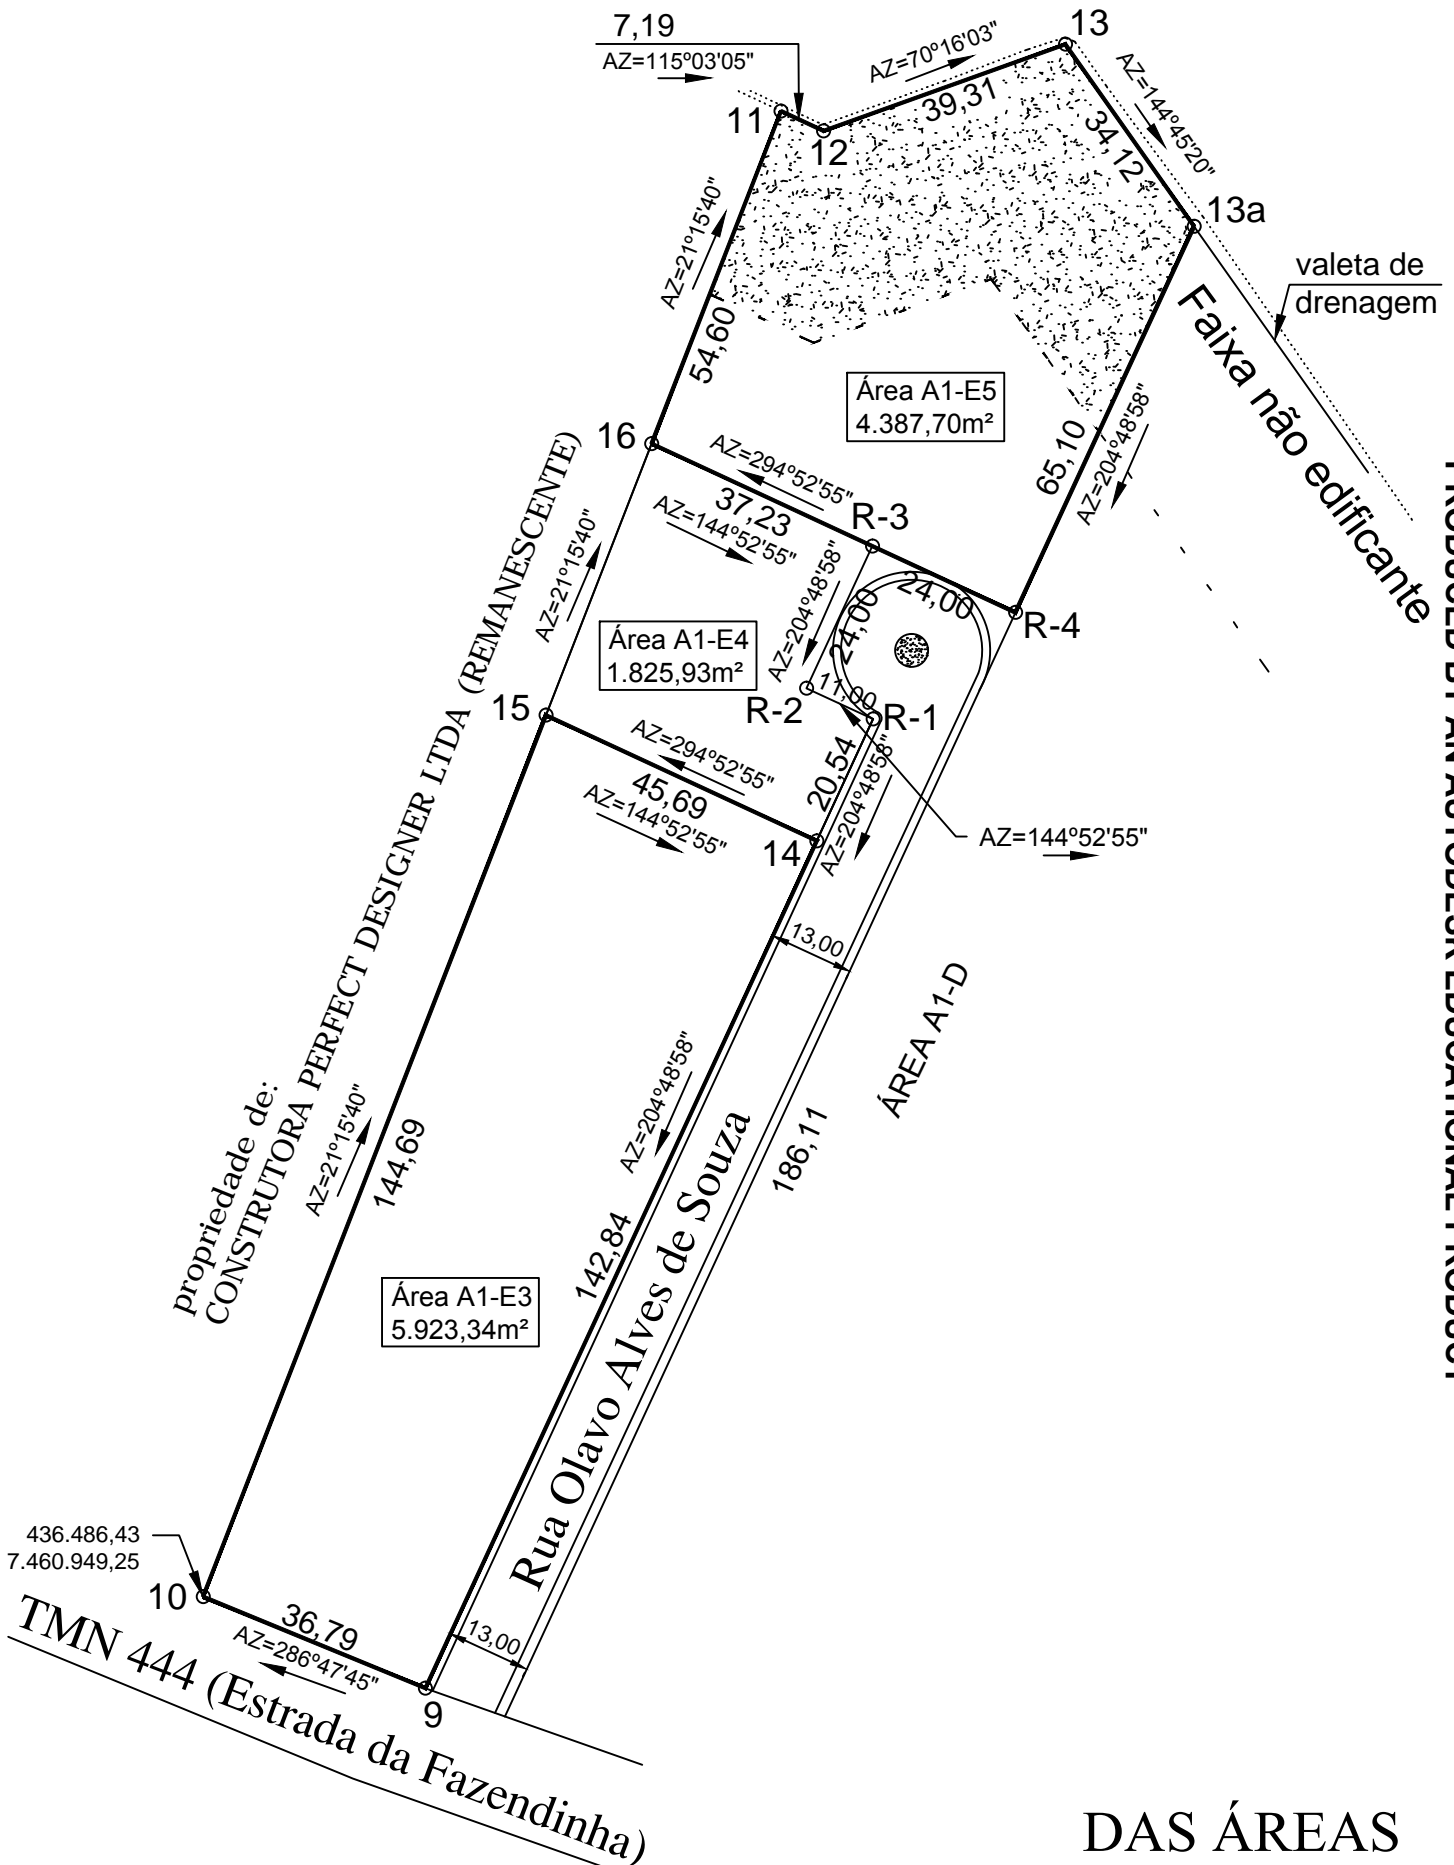 7,19
AZ=115º03'05"
11
12
AZ=70º16'03"
39,31
13
AZ=144º45'20"
34,12
13a
valeta de
drenagem
Faixa não edificante
AZ=21º15'40"
54,60
Área A1-E5
4.387,70m²
65,10
AZ=204º48'58"
16
AZ=294º52'55"
37,23
AZ=144º52'55"
R-3
24,00
R-4
AZ=21º15'40"
AZ=204º48'58"
24,00
Área A1-E4
1.825,93m²
11,00
R-2
R-1
15
AZ=294º52'55"
45,69
AZ=144º52'55"
20,54
AZ=204º48'58"
14
AZ=144º52'55"
13,00
ÁREA A1-D
propriedade de:
CONSTRUTORA PERFECT DESIGNER LTDA (REMANESCENTE)
AZ=21º15'40"
144,69
AZ=204º48'58"
142,84
186,11
Rua Olavo Alves de Souza
Área A1-E3
5.923,34m²
436.486,43
7.460.949,25
10
36,79
AZ=286º47'45"
13,00
9
TMN 444 (Estrada da Fazendinha)
DAS ÁREAS